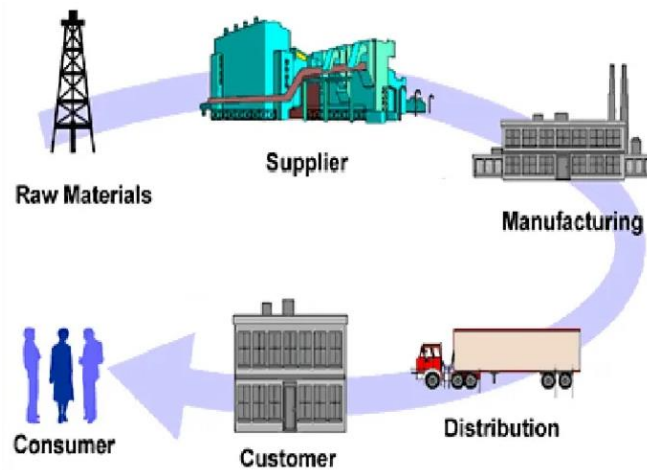 Raw Materials
Supplier
Manufacturing
Distribution
Customer
Consumer